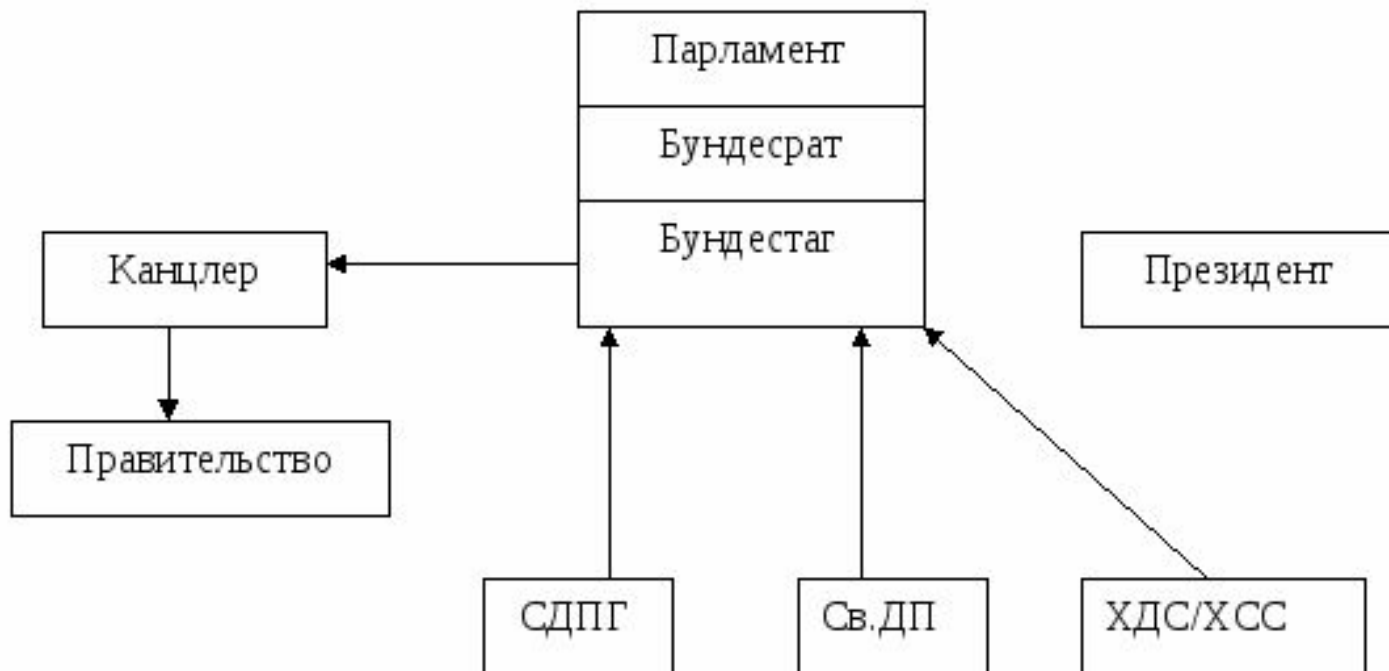 Парламент
Бундесрат
Бундестаг
Канцлер
Президент
Правительство
СДПГ
Св.ДП
ХДС/ХСС